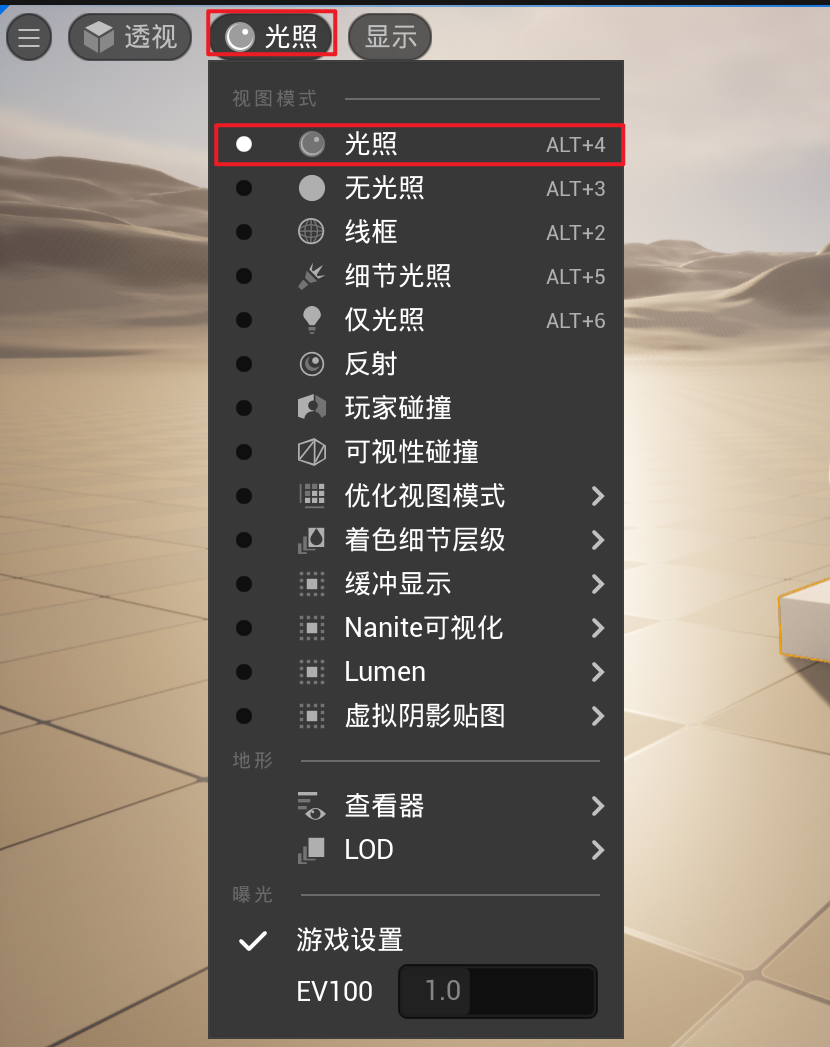 透视 光照 显示
视图模式
光照 ALT+4
无光照 ALT+3
线框 ALT+2
细节光照 ALT+5
仅光照 ALT+6
反射
玩家碰撞
可视性碰撞
优化视图模式
着色细节层级
缓冲显示
Nanite可视化
Lumen
虚拟阴影贴图
地形
查看器
LOD
曝光
游戏设置
EV100 1.0